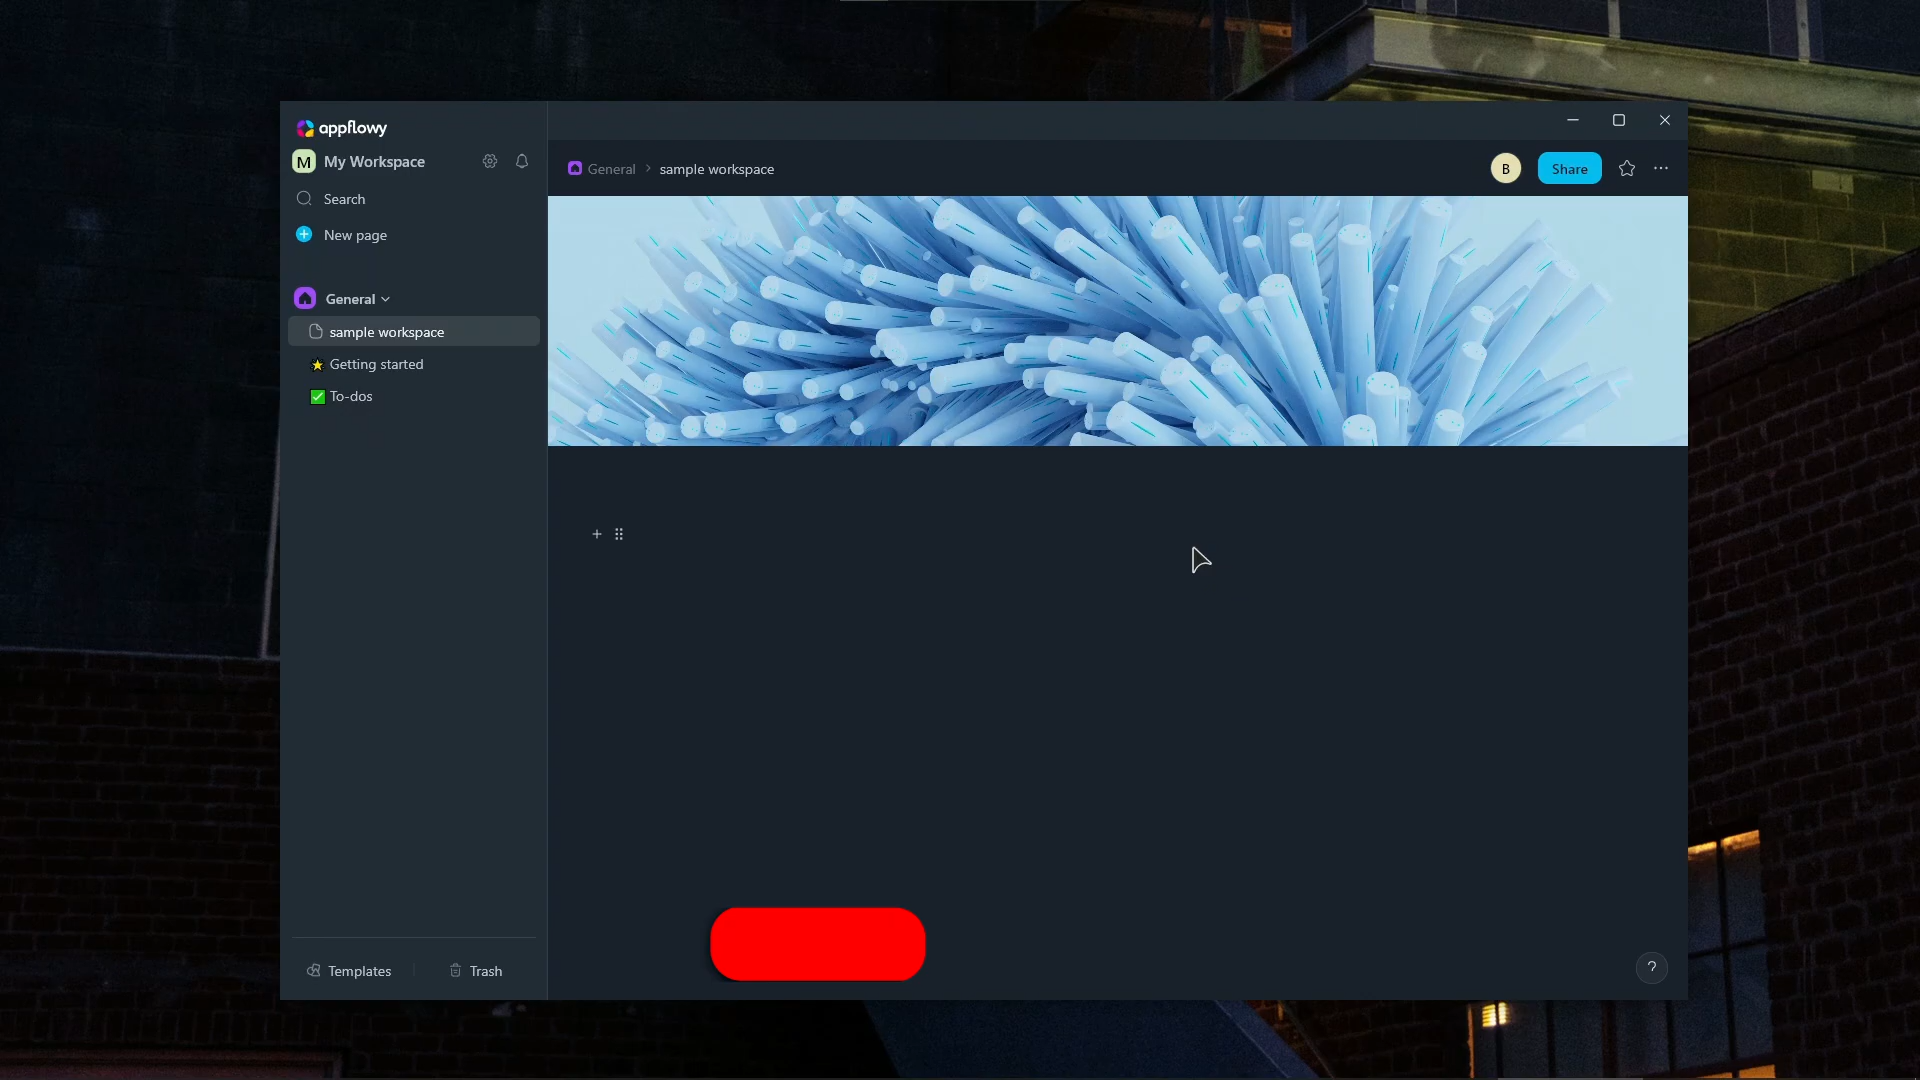 appflowy
M My Workspace
Search
New page
General
sample workspace
Getting started
To-dos
Templates
Trash
General > sample workspace
B
Share
?